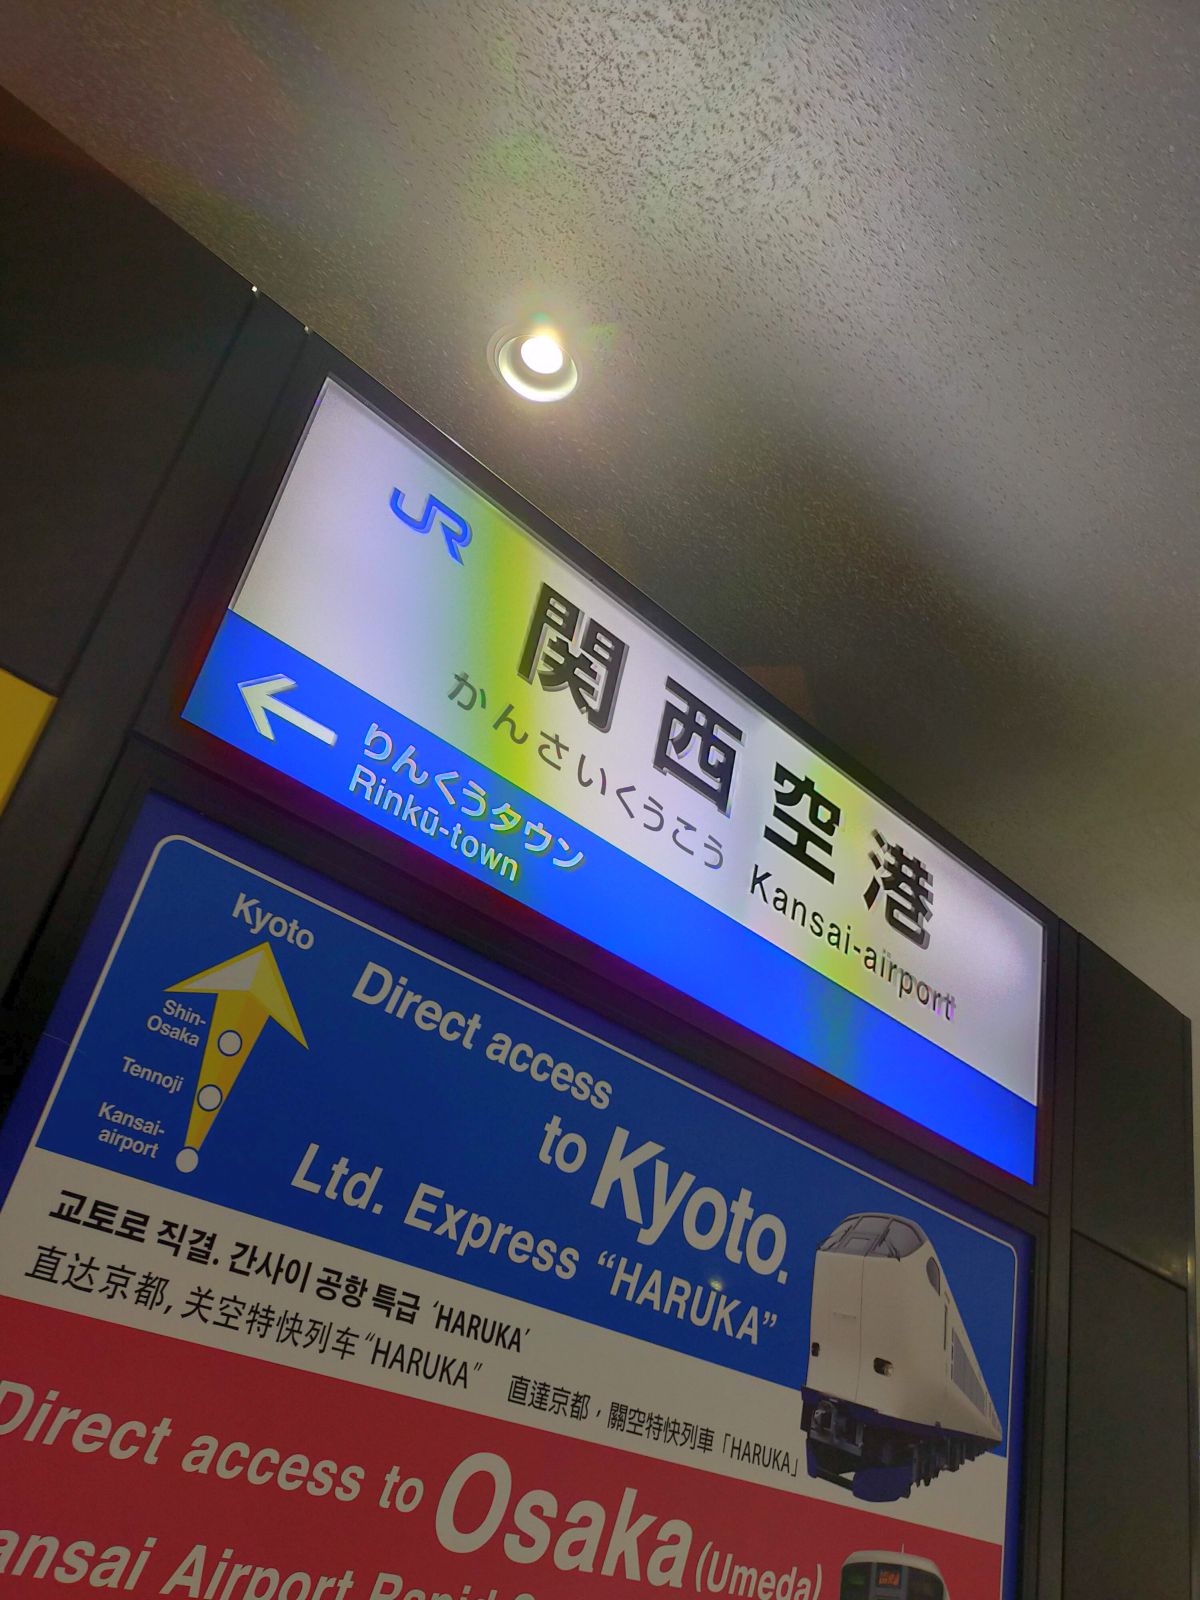 JR
関西空港
かんさいくうこう
Kansai-airport
りんくうタウン
Rinkū-town
Kyoto
Shin-
Osaka
Tennoji
Kansai-
airport
Direct access
to Kyoto.
Ltd. Express “HARUKA”
교토로 직결. 간사이 공항 특급 ‘HARUKA’
直达京都, 关空特快列车“HARUKA”
直達京都，關空特快列車「HARUKA」
Direct access to Osaka (Umeda)
Airport